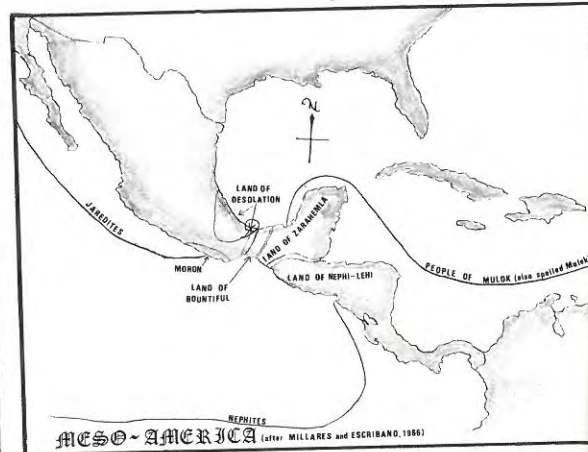 N
LAND OF
DESOLATION
JAREDITES
LAND OF ZARAHEMLA
MORON
LAND OF
BOUNTIFUL
LAND OF NEPHI-LEHI
PEOPLE OF MULOK (also spelled Mulek
NEPHITES
MESO-AMERICA (after MILLARES and ESCRIBANO, 1966)